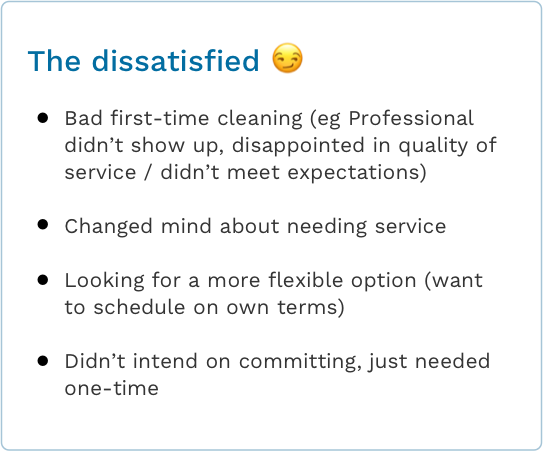 The dissatisfied 😏
● Bad first-time cleaning (eg Professional
didn’t show up, disappointed in quality of
service / didn’t meet expectations)
● Changed mind about needing service
● Looking for a more flexible option (want
to schedule on own terms)
● Didn’t intend on committing, just needed
one-time